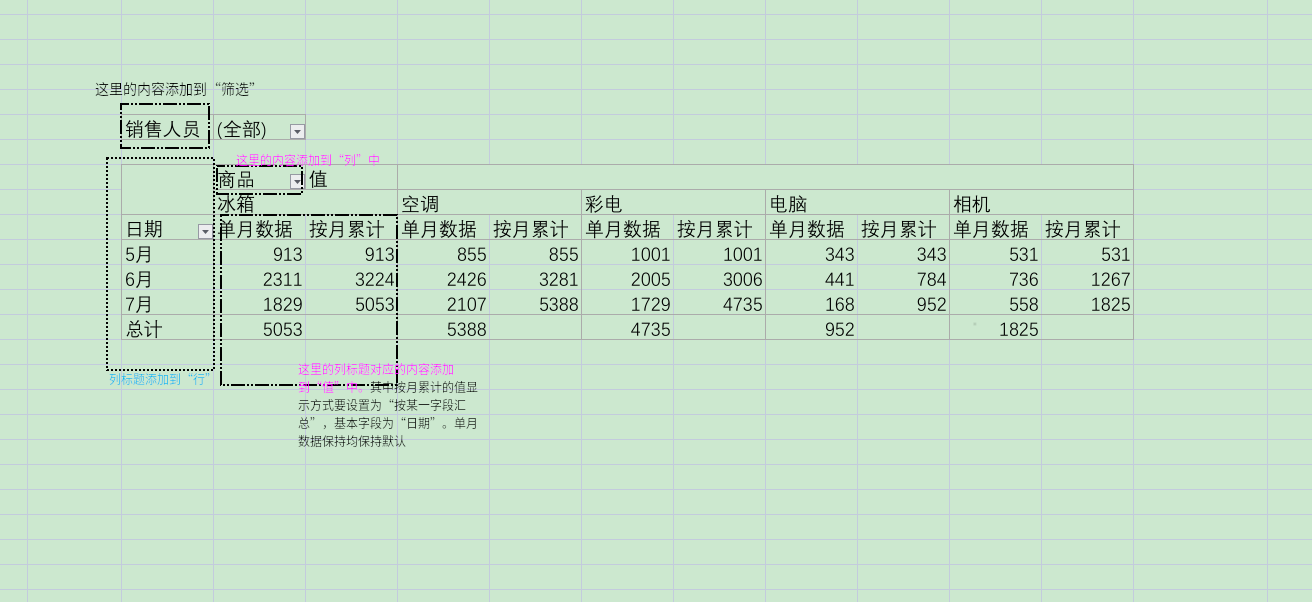 这里的内容添加到“筛选”
销售人员 (全部)
这里的内容添加到“列”中
商品 值
冰箱 空调 彩电 电脑 相机
日期 单月数据 按月累计 单月数据 按月累计 单月数据 按月累计 单月数据 按月累计 单月数据 按月累计
5月 913 913 855 855 1001 1001 343 343 531 531
6月 2311 3224 2426 3281 2005 3006 441 784 736 1267
7月 1829 5053 2107 5388 1729 4735 168 952 558 1825
总计 5053 5388 4735 952 1825
列标题添加到“行”
这里的列标题对应的内容添加
到“值”中。其中按月累计的值显
示方式要设置为“按某一字段汇
总”，基本字段为“日期”。单月
数据保持均保持默认